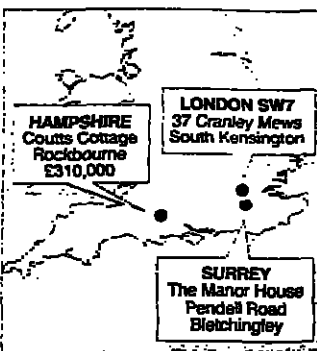 HAMPSHIRE
Coutts Cottage
Rockbourne
£310,000
LONDON SW7
37 Cranley Mews
South Kensington
SURREY
The Manor House
Pendell Road
Bletchingley